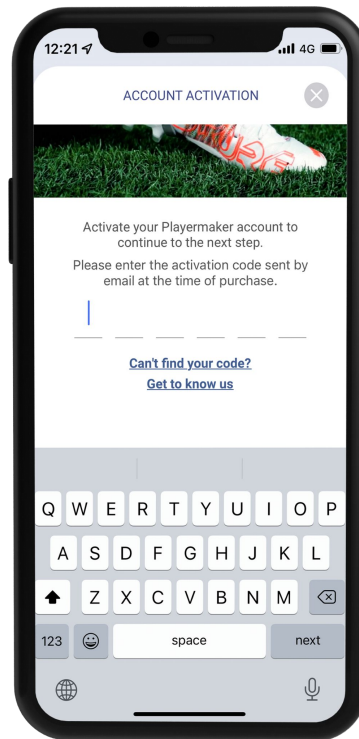 12:21 4G
ACCOUNT ACTIVATION
Activate your Playermaker account to
continue to the next step.
Please enter the activation code sent by
email at the time of purchase.
Can't find your code?
Get to know us
Q W E R T Y U I O P
A S D F G H J K L
Z X C V B N M
123 space next